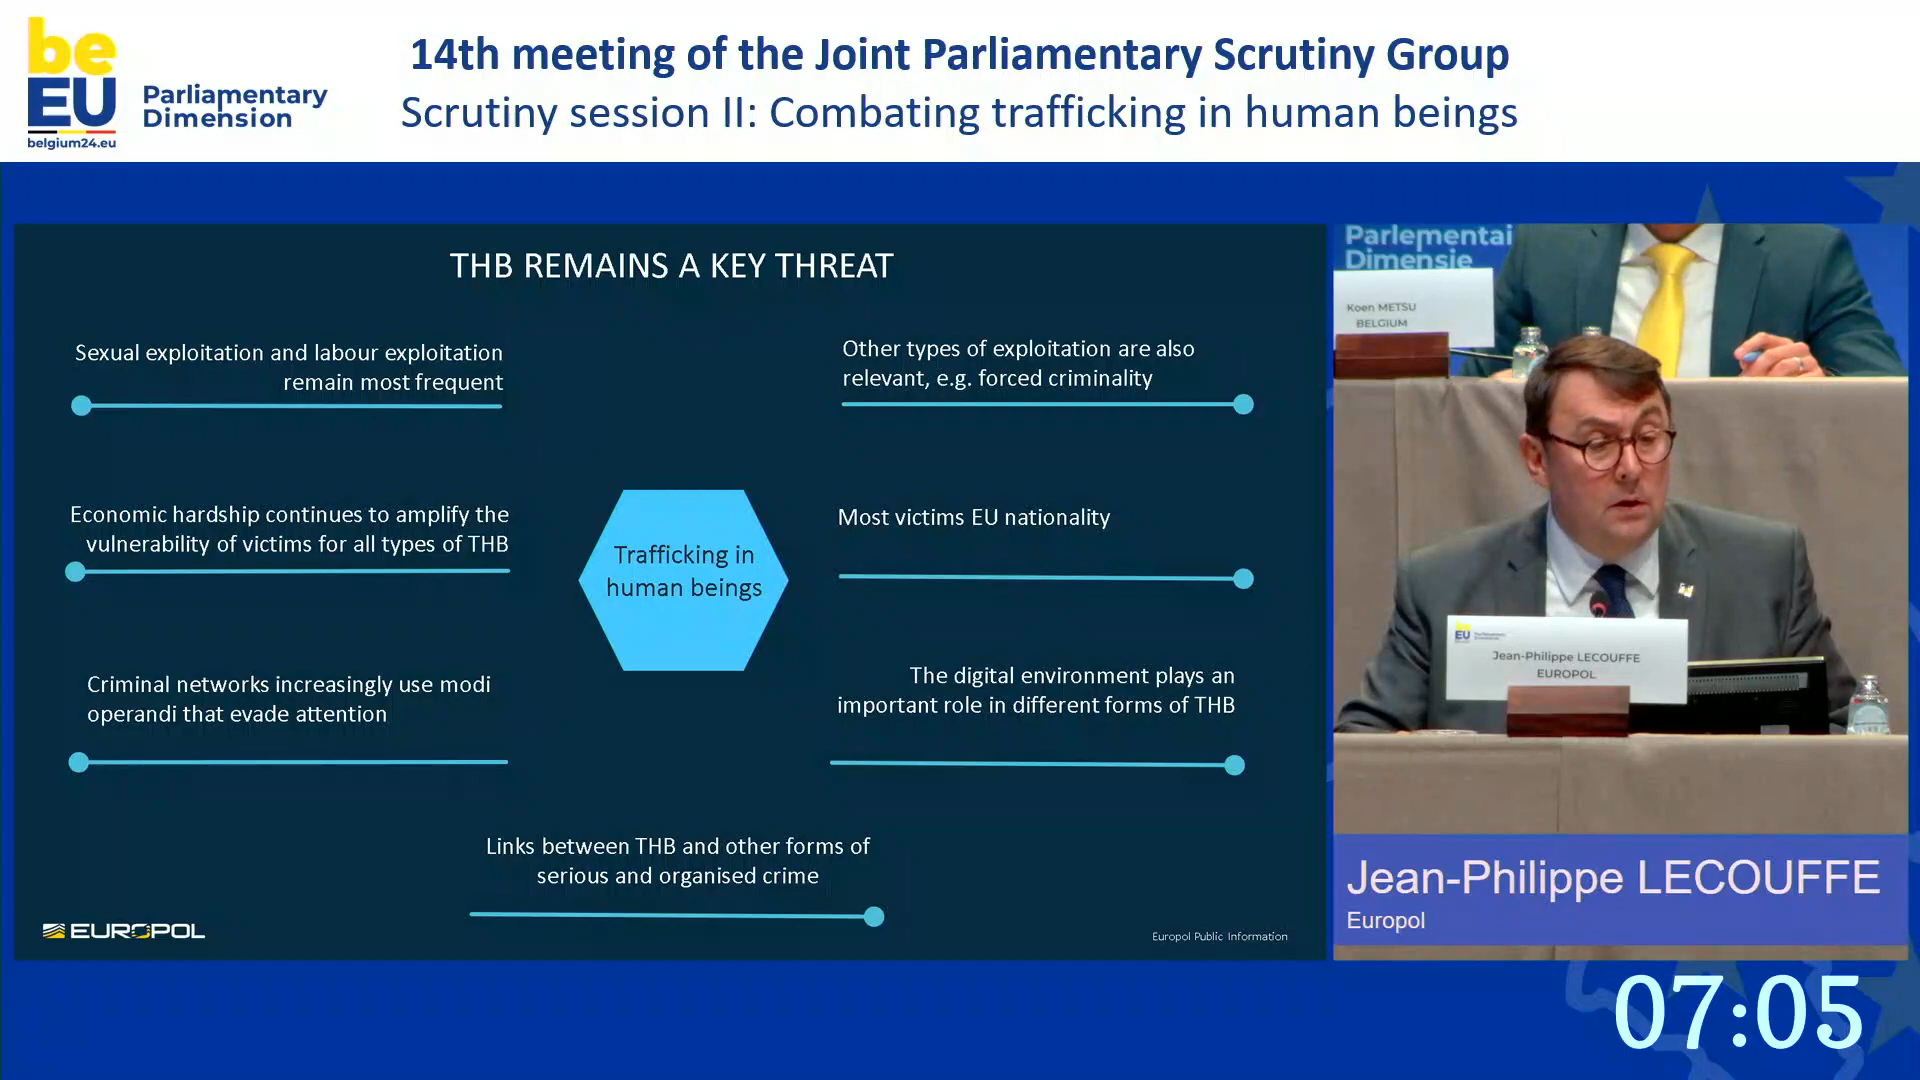 be
EU
belgium24.eu
Parliamentary
Dimension
14th meeting of the Joint Parliamentary Scrutiny Group
Scrutiny session II: Combating trafficking in human beings
THB REMAINS A KEY THREAT
Sexual exploitation and labour exploitation
remain most frequent
Other types of exploitation are also
relevant, e.g. forced criminality
Economic hardship continues to amplify the
vulnerability of victims for all types of THB
Trafficking in
human beings
Most victims EU nationality
Criminal networks increasingly use modi
operandi that evade attention
The digital environment plays an
important role in different forms of THB
Links between THB and other forms of
serious and organised crime
EUROPOL
Europol Public Information
Parlementai
Dimensie
Koen METSU
BELGIUM
be
EU
Jean-Philippe LECOUFFE
EUROPOL
Jean-Philippe LECOUFFE
Europol
07:05